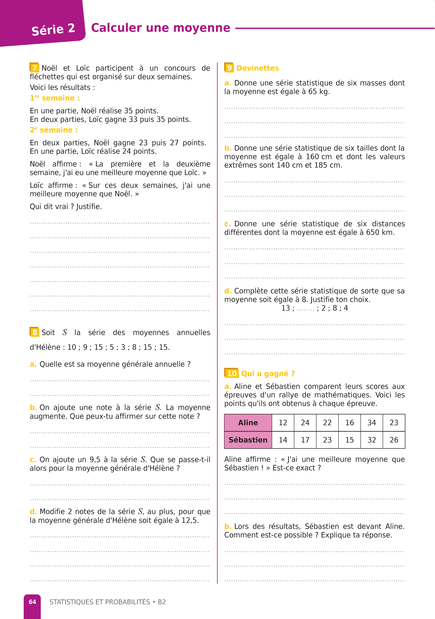 Série 2
Calculer une moyenne
7 Noël et Loïc participent à un concours de
fléchettes qui est organisé sur deux semaines.
Voici les résultats :
1re semaine :
En une partie, Noël réalise 35 points.
En deux parties, Loïc gagne 33 puis 35 points.
2e semaine :
En deux parties, Noël gagne 23 puis 27 points.
En une partie, Loïc réalise 24 points.
Noël affirme : « La première et la deuxième
semaine, j'ai eu une meilleure moyenne que Loïc. »
Loïc affirme : « Sur ces deux semaines, j'ai une
meilleure moyenne que Noël. »
Qui dit vrai ? Justifie.
8 Soit S la série des moyennes annuelles
d'Hélène : 10 ; 9 ; 15 ; 5 ; 3 ; 8 ; 15 ; 15.
a. Quelle est sa moyenne générale annuelle ?
b. On ajoute une note à la série S. La moyenne
augmente. Que peux-tu affirmer sur cette note ?
c. On ajoute un 9,5 à la série S. Que se passe-t-il
alors pour la moyenne générale d'Hélène ?
d. Modifie 2 notes de la série S, au plus, pour que
la moyenne générale d'Hélène soit égale à 12,5.
9 Devinettes
a. Donne une série statistique de six masses dont
la moyenne est égale à 65 kg.
b. Donne une série statistique de six tailles dont la
moyenne est égale à 160 cm et dont les valeurs
extrêmes sont 140 cm et 185 cm.
c. Donne une série statistique de six distances
différentes dont la moyenne est égale à 650 km.
d. Complète cette série statistique de sorte que sa
moyenne soit égale à 8. Justifie ton choix.
13 ; ........ ; 2 ; 8 ; 4
10 Qui a gagné ?
a. Aline et Sébastien comparent leurs scores aux
épreuves d'un rallye de mathématiques. Voici les
points qu'ils ont obtenus à chaque épreuve.
Aline 12 24 22 16 34 23
Sébastien 14 17 23 15 32 26
Aline affirme : « J'ai une meilleure moyenne que
Sébastien ! » Est-ce exact ?
b. Lors des résultats, Sébastien est devant Aline.
Comment est-ce possible ? Explique ta réponse.
64 STATISTIQUES ET PROBABILITÉS • B2